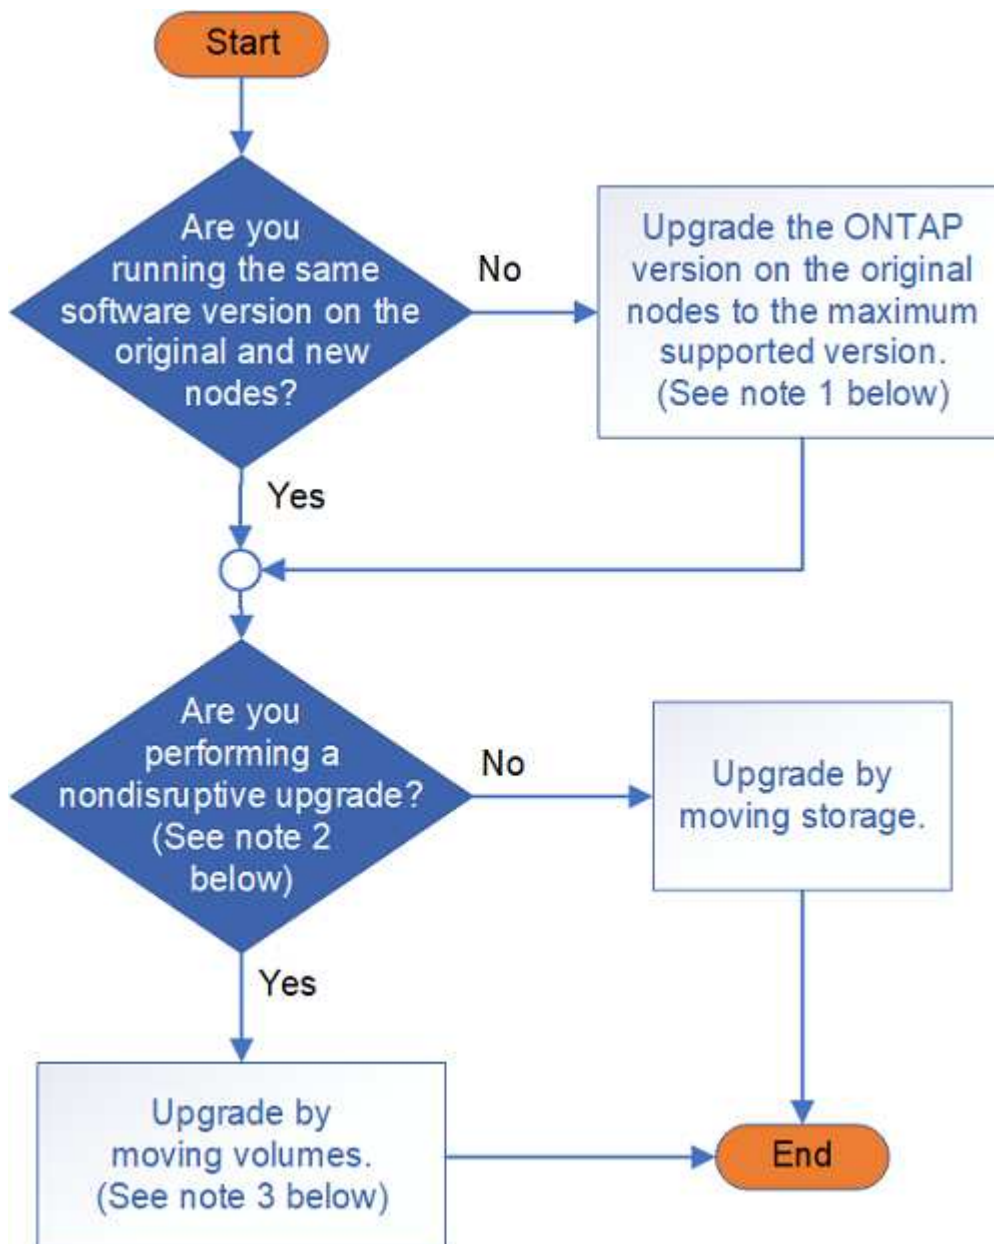 Start
Are you
running the same
software version on the
original and new
nodes?
No
Upgrade the ONTAP
version on the original
nodes to the maximum
supported version.
(See note 1 below)
Yes
Are you
performing a
nondisruptive upgrade?
(See note 2
below)
No
Upgrade by
moving storage.
Yes
Upgrade by
moving volumes.
(See note 3 below)
End